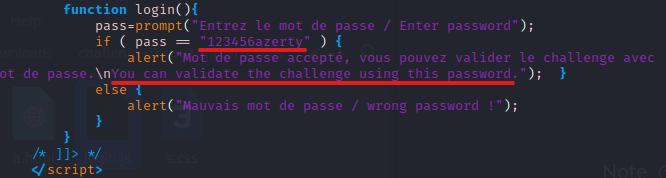 function login(){
pass=prompt("Entrez le mot de passe / Enter password");
if ( pass == "123456azerty" ) {
alert("Mot de passe accepté, vous pouvez valider le challenge avec
ot de passe.\nYou can validate the challenge using this password."); }
else {
alert("Mauvais mot de passe / wrong password !");
}
}
/* ]]> */
</script>
s.css
Note